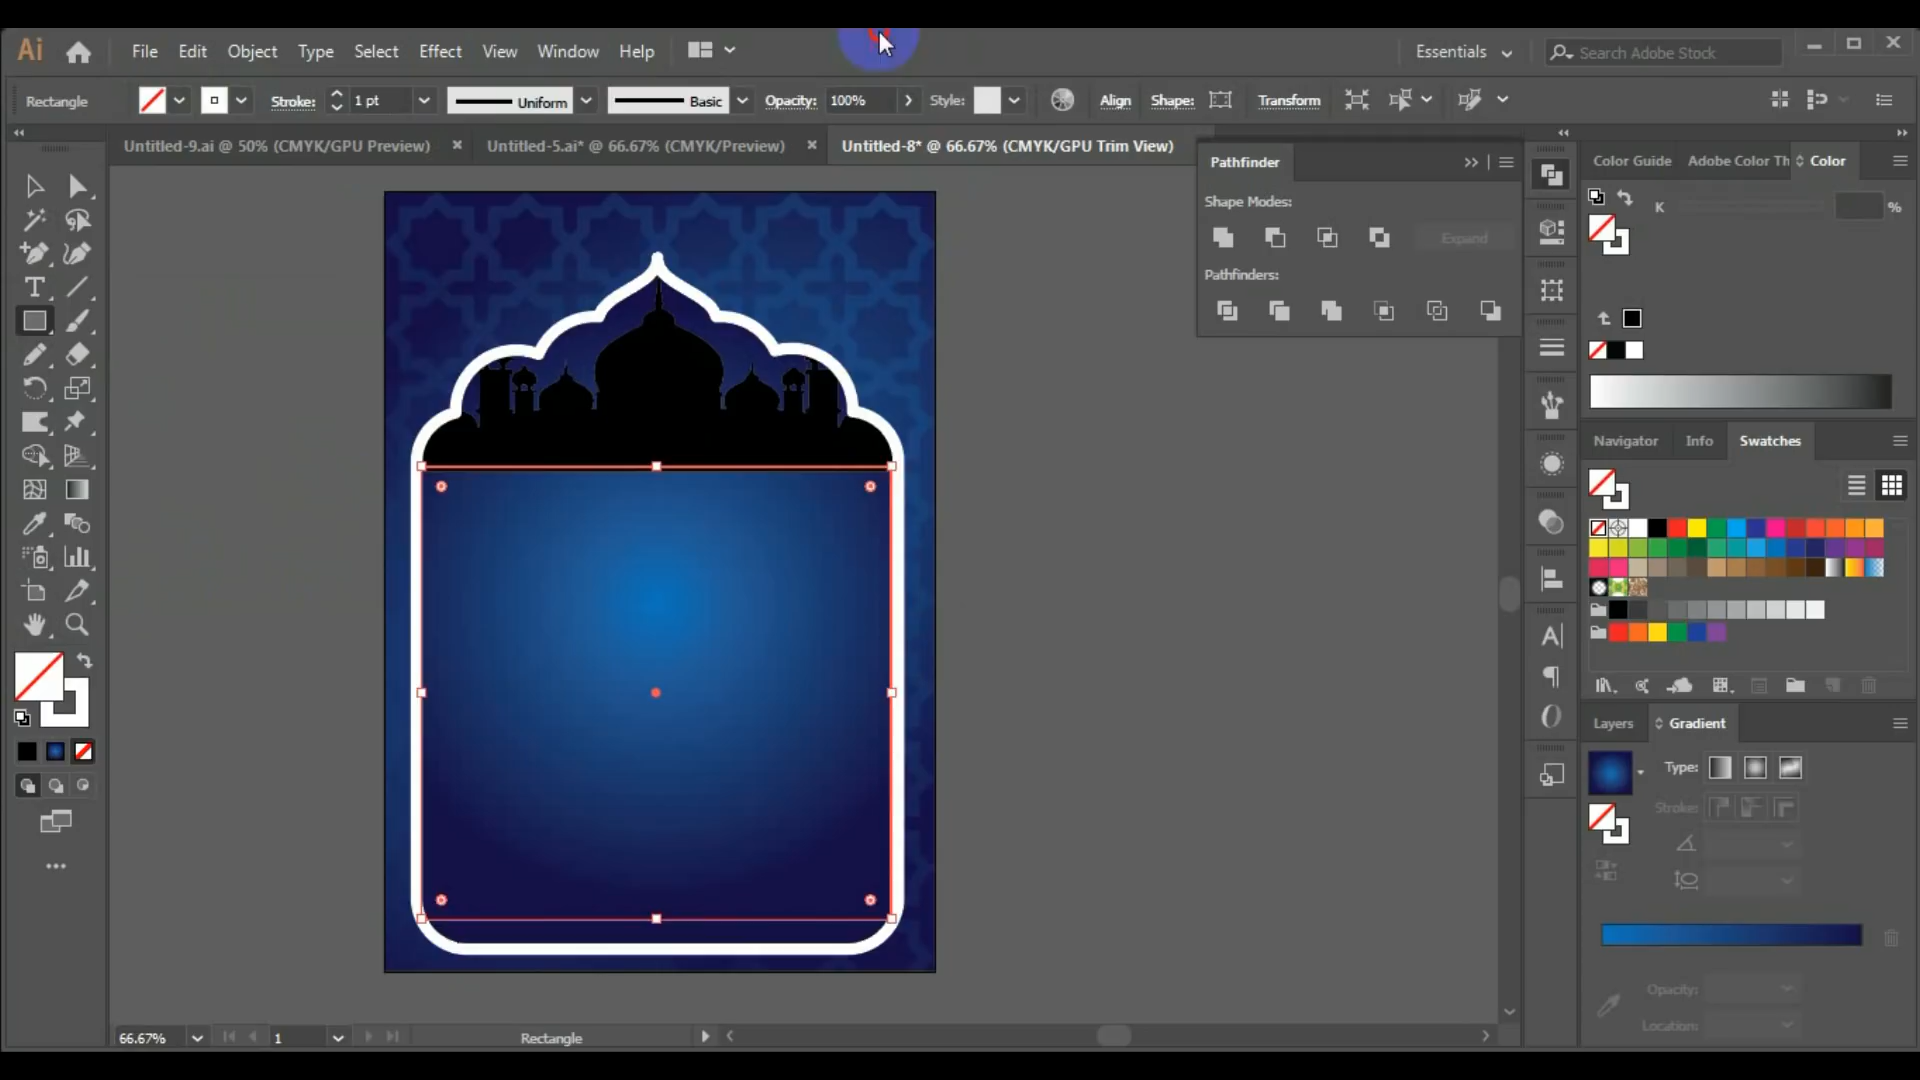 Ai File Edit Object Type Select Effect View Window Help Essentials Search Adobe Stock
Rectangle Stroke: 1 pt Uniform Basic Opacity: 100% Style: Align Shape: Transform
Untitled-9.ai @ 50% (CMYK/GPU Preview) Untitled-5.ai* @ 66.67% (CMYK/Preview) Untitled-8* @ 66.67% (CMYK/GPU Trim View)
Pathfinder
Shape Modes:
Expand
Pathfinders:
Color Guide Adobe Color Th Color
K %
Navigator Info Swatches
Layers Gradient
Type:
Stroke:
Opacity:
Location:
66.67% 1 Rectangle